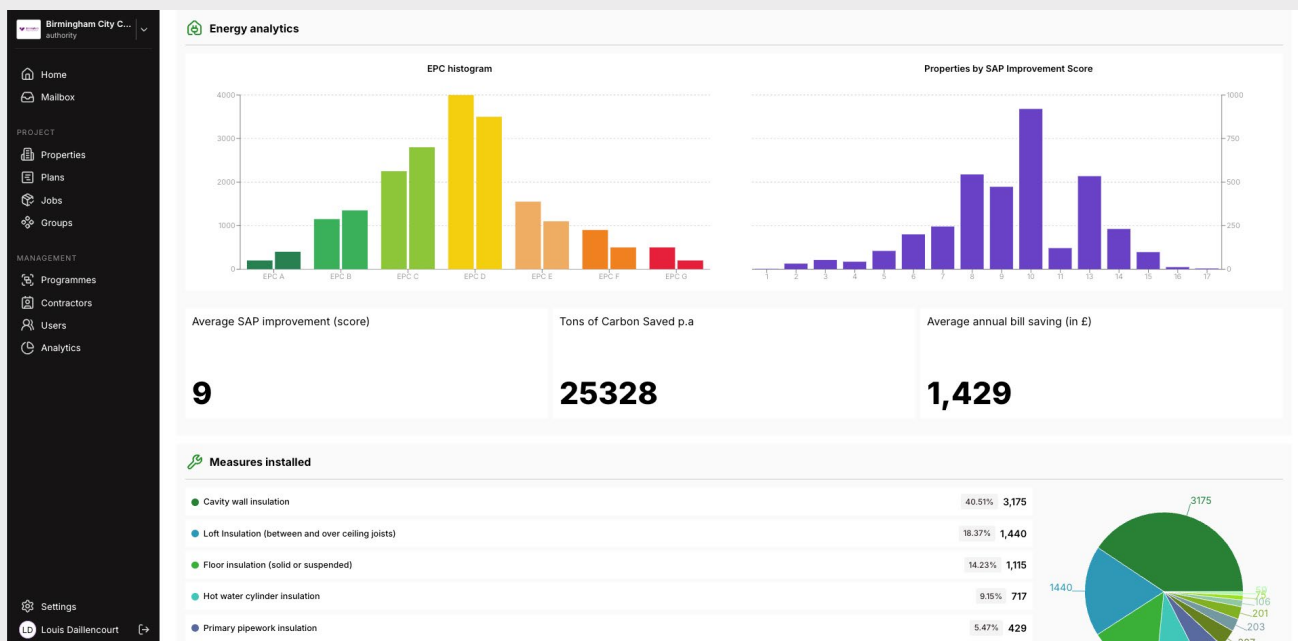 Birmingham City C...
authority
Home
Mailbox
PROJECT
Properties
Plans
Jobs
Groups
MANAGEMENT
Programmes
Contractors
Users
Analytics
Settings
LD Louis Daillencourt
Energy analytics
EPC histogram
4000
3000
2000
1000
0
EPC A EPC B EPC C EPC D EPC E EPC F EPC G
Properties by SAP Improvement Score
1000
750
500
250
0
1 2 3 4 5 6 7 8 9 10 11 13 14 15 16 17
Average SAP improvement (score)
9
Tons of Carbon Saved p.a
25328
Average annual bill saving (in £)
1,429
Measures installed
Cavity wall insulation 40.51% 3,175
Loft Insulation (between and over ceiling joists) 18.37% 1,440
Floor insulation (solid or suspended) 14.23% 1,115
Hot water cylinder insulation 9.15% 717
Primary pipework insulation 5.47% 429
3175
1440
106
201
203